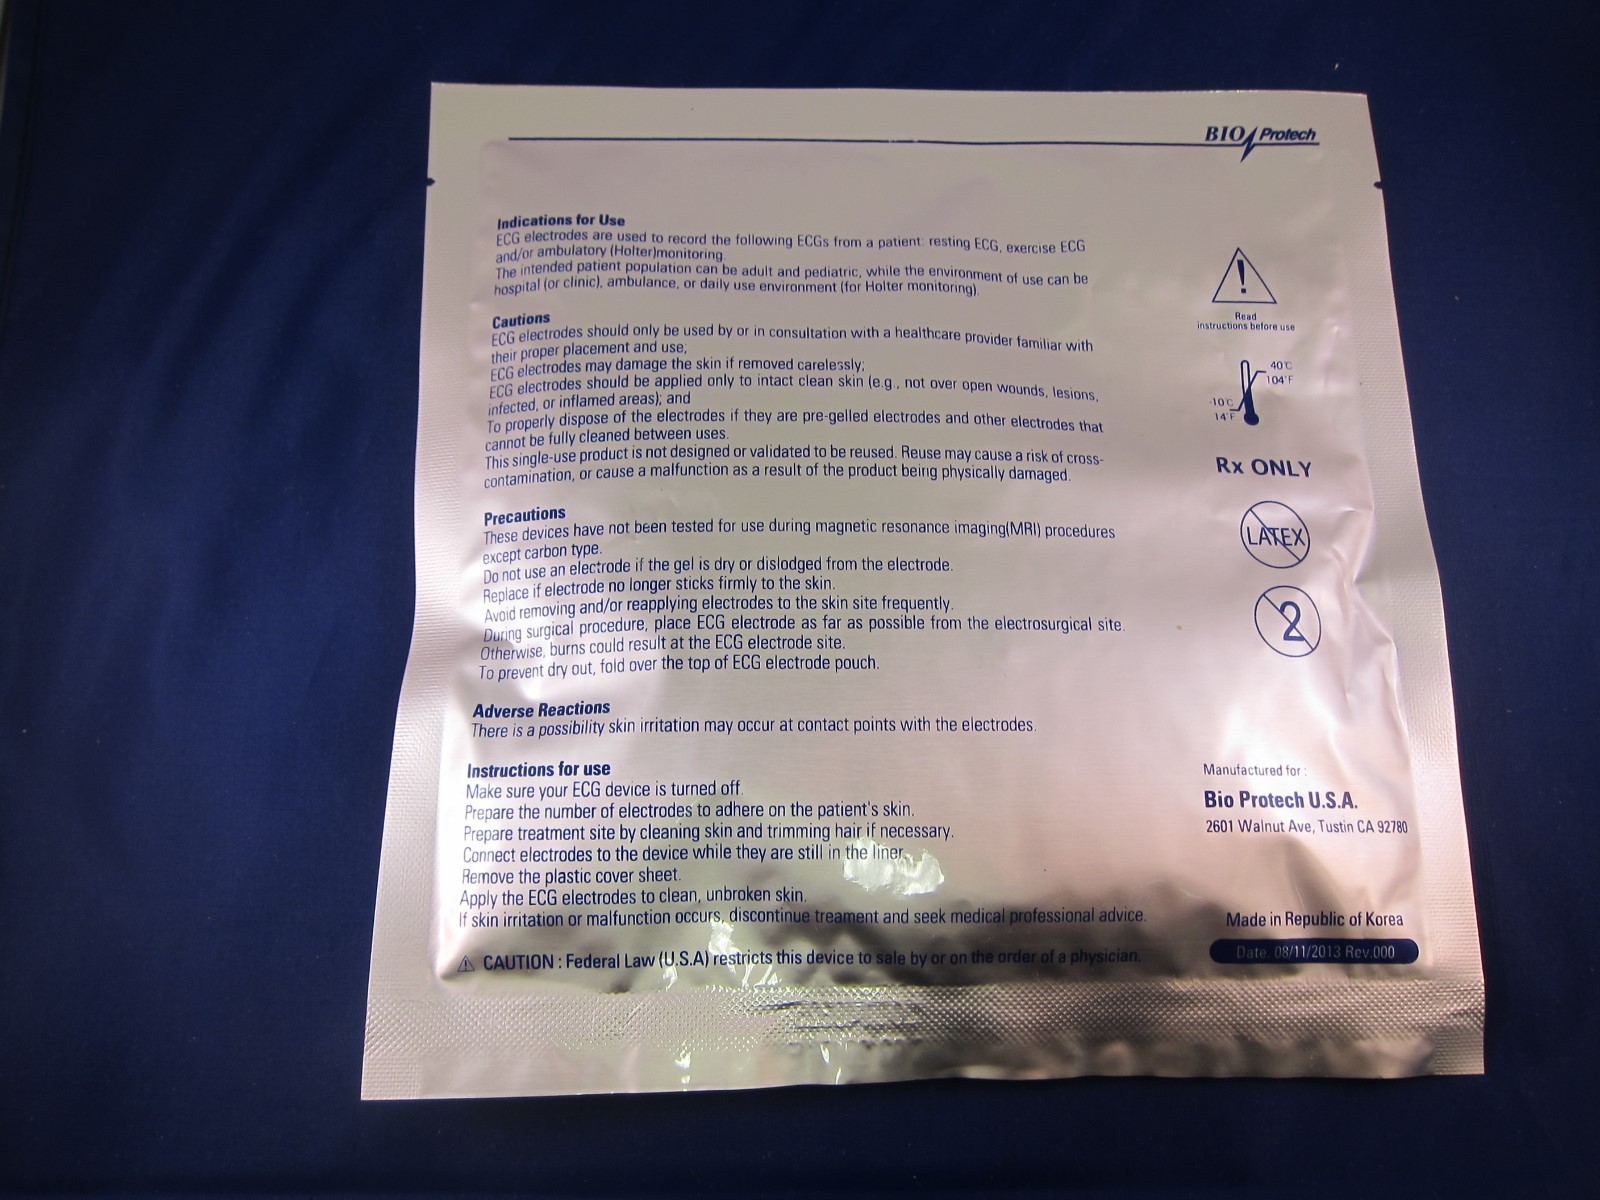 BIO Protech
Indications for Use
ECG electrodes are used to record the following ECGs from a patient: resting ECG, exercise ECG
and/or ambulatory (Holter)monitoring.
The intended patient population can be adult and pediatric, while the environment of use can be
hospital (or clinic), ambulance, or daily use environment (for Holter monitoring).
Cautions
ECG electrodes should only be used by or in consultation with a healthcare provider familiar with
their proper placement and use;
ECG electrodes may damage the skin if removed carelessly;
ECG electrodes should be applied only to intact clean skin (e.g., not over open wounds, lesions,
infected, or inflamed areas); and
To properly dispose of the electrodes if they are pre-gelled electrodes and other electrodes that
cannot be fully cleaned between uses.
This single-use product is not designed or validated to be reused. Reuse may cause a risk of cross-
contamination, or cause a malfunction as a result of the product being physically damaged.
Precautions
These devices have not been tested for use during magnetic resonance imaging(MRI) procedures
except carbon type.
Do not use an electrode if the gel is dry or dislodged from the electrode.
Replace if electrode no longer sticks firmly to the skin.
Avoid removing and/or reapplying electrodes to the skin site frequently.
During surgical procedure, place ECG electrode as far as possible from the electrosurgical site.
Otherwise, burns could result at the ECG electrode site.
To prevent dry out, fold over the top of ECG electrode pouch.
Adverse Reactions
There is a possibility skin irritation may occur at contact points with the electrodes.
Instructions for use
Make sure your ECG device is turned off.
Prepare the number of electrodes to adhere on the patient's skin.
Prepare treatment site by cleaning skin and trimming hair if necessary.
Connect electrodes to the device while they are still in the liner.
Remove the plastic cover sheet.
Apply the ECG electrodes to clean, unbroken skin.
If skin irritation or malfunction occurs, discontinue treament and seek medical professional advice.
CAUTION : Federal Law (U.S.A) restricts this device to sale by or on the order of a physician.
!
Read
instructions before use
40°C
104°F
-10°C
14°F
Rx ONLY
LATEX
2
Manufactured for :
Bio Protech U.S.A.
2601 Walnut Ave, Tustin CA 92780
Made in Republic of Korea
Date. 08/11/2013 Rev.000